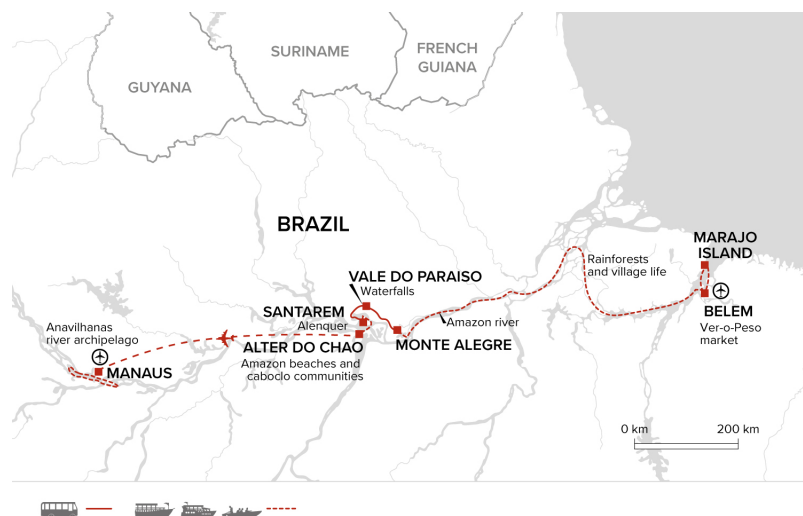 GUYANA
SURINAME
FRENCH
GUIANA
BRAZIL
MARAJO
ISLAND
Rainforests
and village life
VALE DO PARAISO
Waterfalls
SANTAREM
Alenquer
BELEM
Ver-o-Peso
market
Amazon river
Anavilhanas
river archipelago
ALTER DO CHAO
MONTE ALEGRE
Amazon beaches and
caboclo communities
MANAUS
0 km
200 km